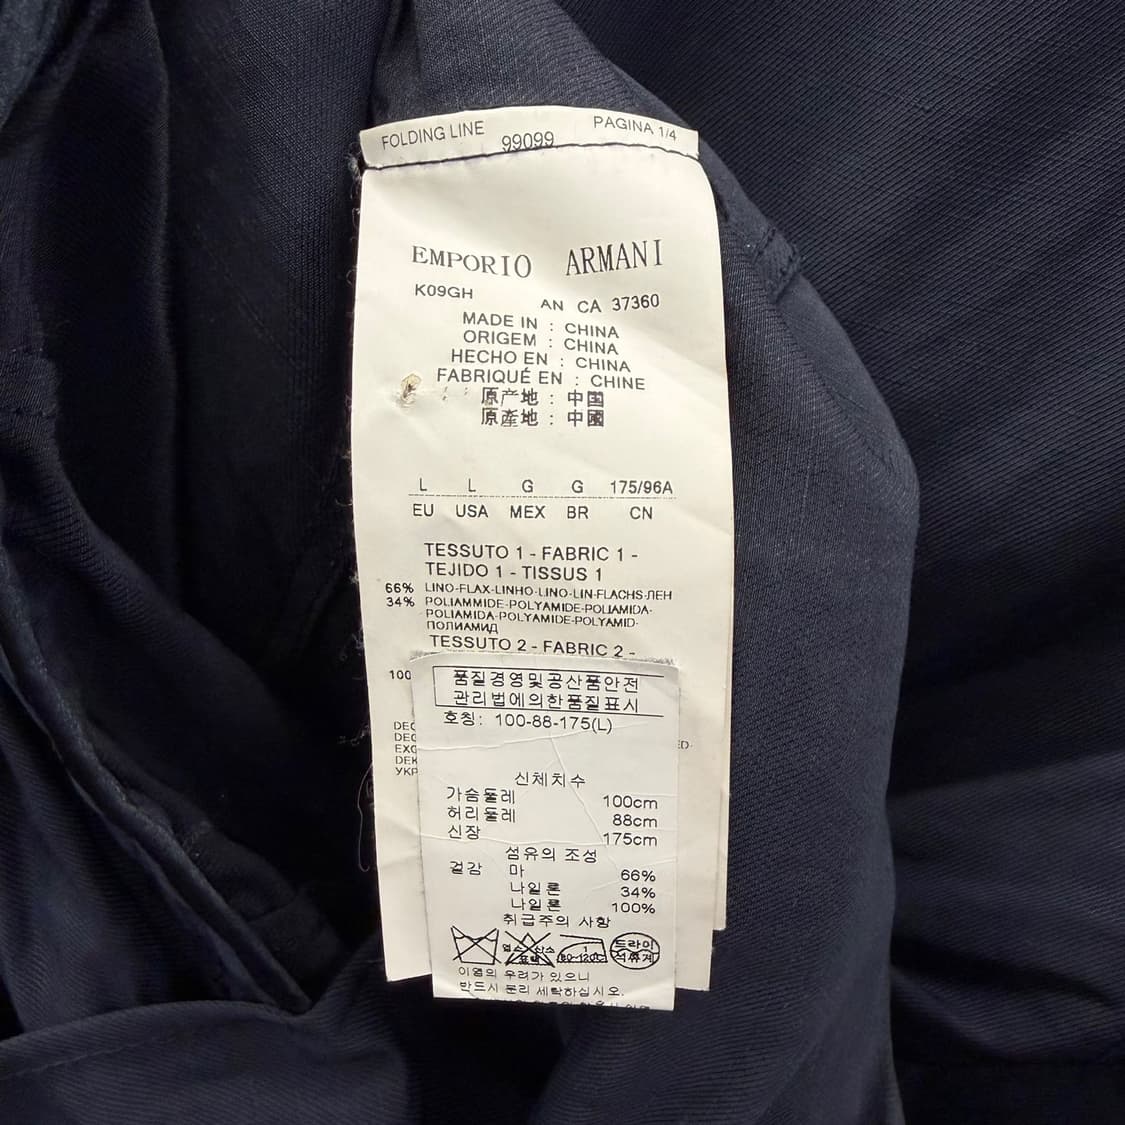 FOLDING LINE 99099 PAGINA 1/4
EMPORIO ARMANI
K09GH AN CA 37360
MADE IN : CHINA
ORIGEM : CHINA
HECHO EN : CHINA
FABRIQUÉ EN : CHINE
原产地 : 中国
原產地 : 中國
L L G G 175/96A
EU USA MEX BR CN
TESSUTO 1 - FABRIC 1 -
TEJIDO 1 - TISSUS 1
66% LINO-FLAX-LINHO-LINO-LIN-FLACHS-ЛЕН
34% POLIAMMIDE-POLYAMIDE-POLIAMIDA-
POLIAMIDA-POLYAMIDE-POLYAMID-
ПОЛИАМИД
TESSUTO 2 - FABRIC 2 -
100
품질경영및공산품안전
관리법에의한품질표시
호칭: 100-88-175(L)
신체치수
가슴둘레 100cm
허리둘레 88cm
신장 175cm
섬유의 조성
겉감 마 66%
나일론 34%
나일론 100%
취급주의 사항
드라이
석유계
이염의 우려가 있으니
반드시 분리 세탁하십시오.